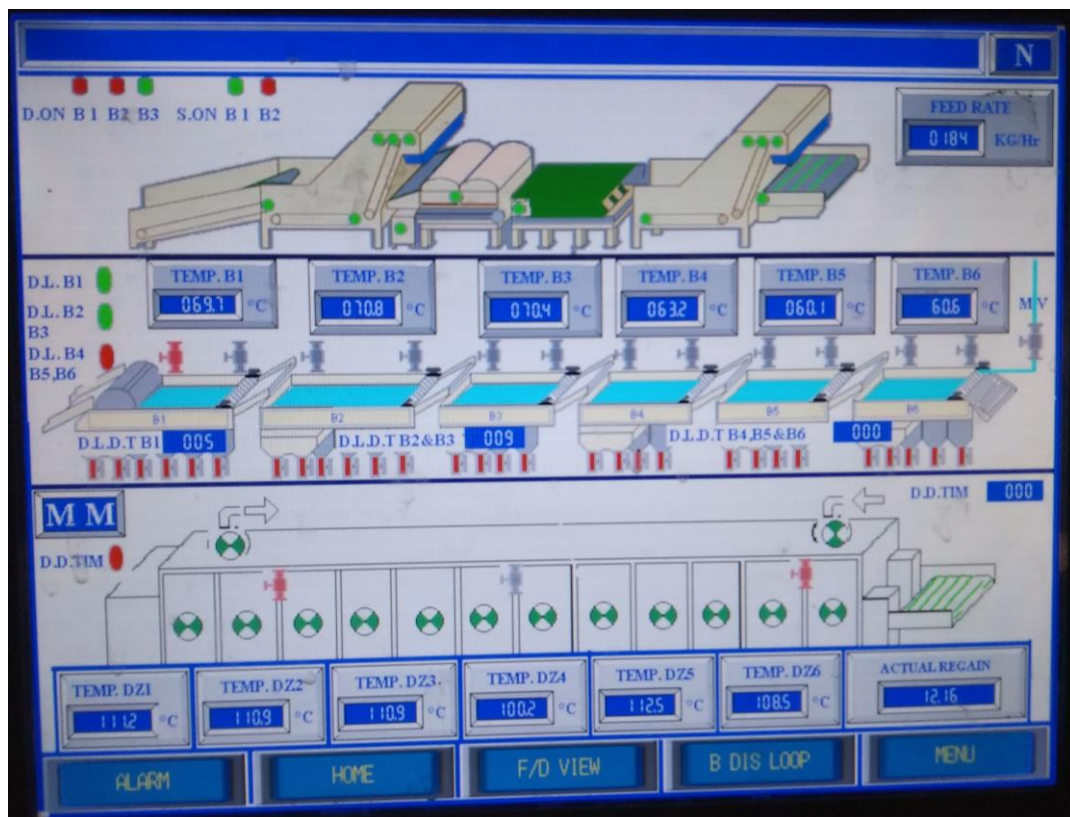 N
D.ON B1 B2 B3 S.ON B1 B2
FEED RATE
0184 KG/Hr
D.L. B1
D.L. B2
B3
D.L. B4
B5,B6
TEMP. B1
069.7 °C
TEMP. B2
070.8 °C
TEMP. B3
070.4 °C
TEMP. B4
063.2 °C
TEMP. B5
060.1 °C
TEMP. B6
60.6 °C
M/V
B1 B2 B3 B4 B5 B6
D.L.D.T B1 005 D.L.D.T B2&B3 009 D.L.D.T B4,B5&B6 000
M M
D.D.TIM 000
D.D.TIM
TEMP. DZ1
111.2 °C
TEMP. DZ2
110.9 °C
TEMP. DZ3.
110.9 °C
TEMP. DZ4
100.2 °C
TEMP. DZ5
112.5 °C
TEMP. DZ6
108.5 °C
ACTUAL REGAIN
12.16
ALARM HOME F/D VIEW B DIS LOOP MENU